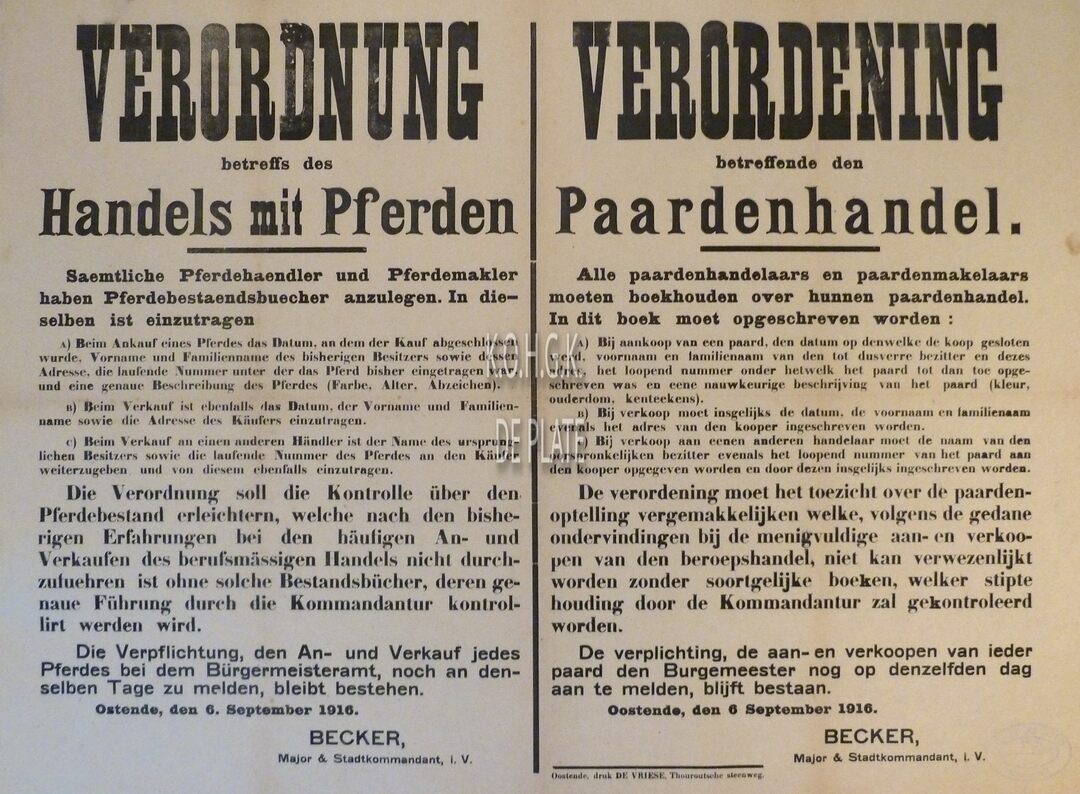 VERORDNUNG
betreffs des
Handels mit Pferden
Saemtliche Pferdehaendler und Pferdemakler
haben Pferdebestaendsbuecher anzulegen. In die-
selben ist einzutragen
A) Beim Ankauf eines Pferdes das Datum, an dem der Kauf abgeschlossen
wurde, Vorname und Familienname des bisherigen Besitzers sowie dessen
Adresse, die laufende Nummer unter der das Pferd bisher eingetragen
und eine genaue Beschreibung des Pferdes (Farbe, Alter, Abzeichen).
B) Beim Verkauf ist ebenfalls das Datum, der Vorname und Familien-
name sowie die Adresse des Käufers einzutragen.
C) Beim Verkauf an einen anderen Händler ist der Name des ursprung-
lichen Besitzers sowie die laufende Nummer des Pferdes an den Käufer
weiterzugeben und von diesem ebenfalls einzutragen.
Die Verordnung soll die Kontrolle über den
Pferdebestand erleichtern, welche nach den bishe-
rigen Erfahrungen bei den häufigen An- und
Verkaufen des berufsmässigen Handels nicht durch-
zufuehren ist ohne solche Bestandsbücher, deren ge-
naue Führung durch die Kommandantur kontrol-
lirt werden wird.
Die Verpflichtung, den An- und Verkauf jedes
Pferdes bei dem Bürgermeisteramt, noch an den-
selben Tage zu melden, bleibt bestehen.
Ostende, den 6. September 1916.
BECKER,
Major & Stadtkommandant, i. V.
VERORDENING
betreffende den
Paardenhandel.
Alle paardenhandelaars en paardenmakelaars
moeten boekhouden over hunnen paardenhandel.
In dit boek moet opgeschreven worden :
A) Bij aankoop van een paard, den datum op denwelke de koop gesloten
werd, voornaam en familienaam van den tot dusverre bezitter en dezes
adres, het loopend nummer onder hetwelk het paard tot dan toe opge-
schreven was en eene nauwkeurige beschrijving van het paard (kleur,
ouderdom, kenteekens).
B) Bij verkoop moet insgelijks de datum, de voornaam en familienaam
evenals het adres van den kooper ingeschreven worden.
C) Bij verkoop aan eenen anderen handelaar moet de naam van den
oorspronkelijken bezitter evenals het loopend nummer van het paard aan
den kooper opgegeven worden en door dezen insgelijks ingeschreven worden.
De verordening moet het toezicht over de paarden-
optelling vergemakkelijken welke, volgens de gedane
ondervindingen bij de menigvuldige aan- en verkoo-
pen van den beroepshandel, niet kan verwezenlijkt
worden zonder soortgelijke boeken, welker stipte
houding door de Kommandantur zal gekontroleerd
worden.
De verplichting, de aan- en verkoopen van ieder
paard den Burgemeester nog op denzelfden dag
aan te melden, blijft bestaan.
Oostende, den 6 September 1916.
BECKER,
Major & Stadtkommandant, i. V.
Oostende, druk DE VRIESE, Thouroutsche steenweg.
K.O.H.G.K.
DE PLATE